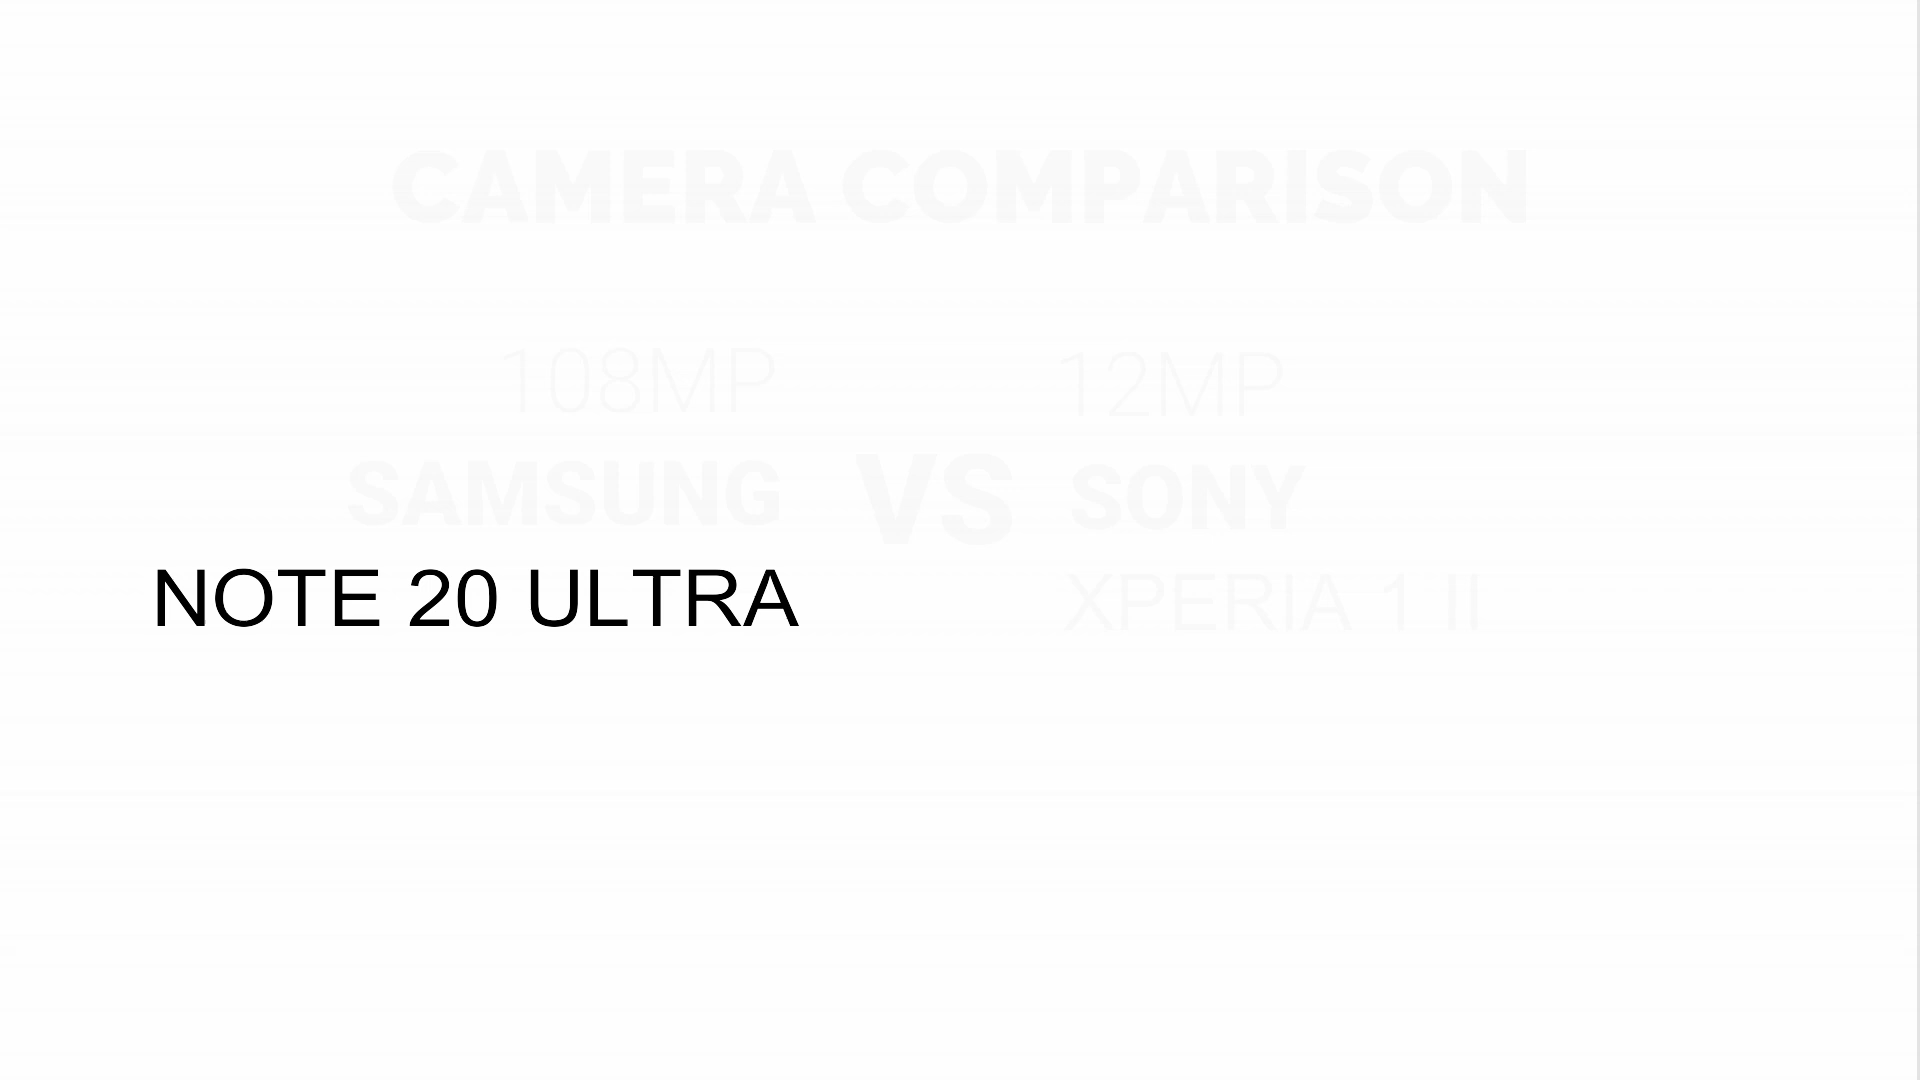 CAMERA COMPARISON
108MP 12MP
SAMSUNG VS SONY
NOTE 20 ULTRA XPERIA 1 II